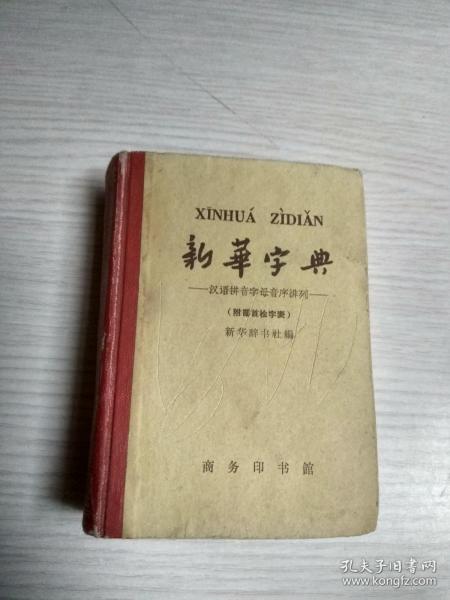 XĪNHUÁ ZÌDIǍN
新華字典
——汉语拼音字母音序排列——
（附部首检字表）
新华辞书社编
商务印书館
孔夫子旧书网
www.kongfz.com